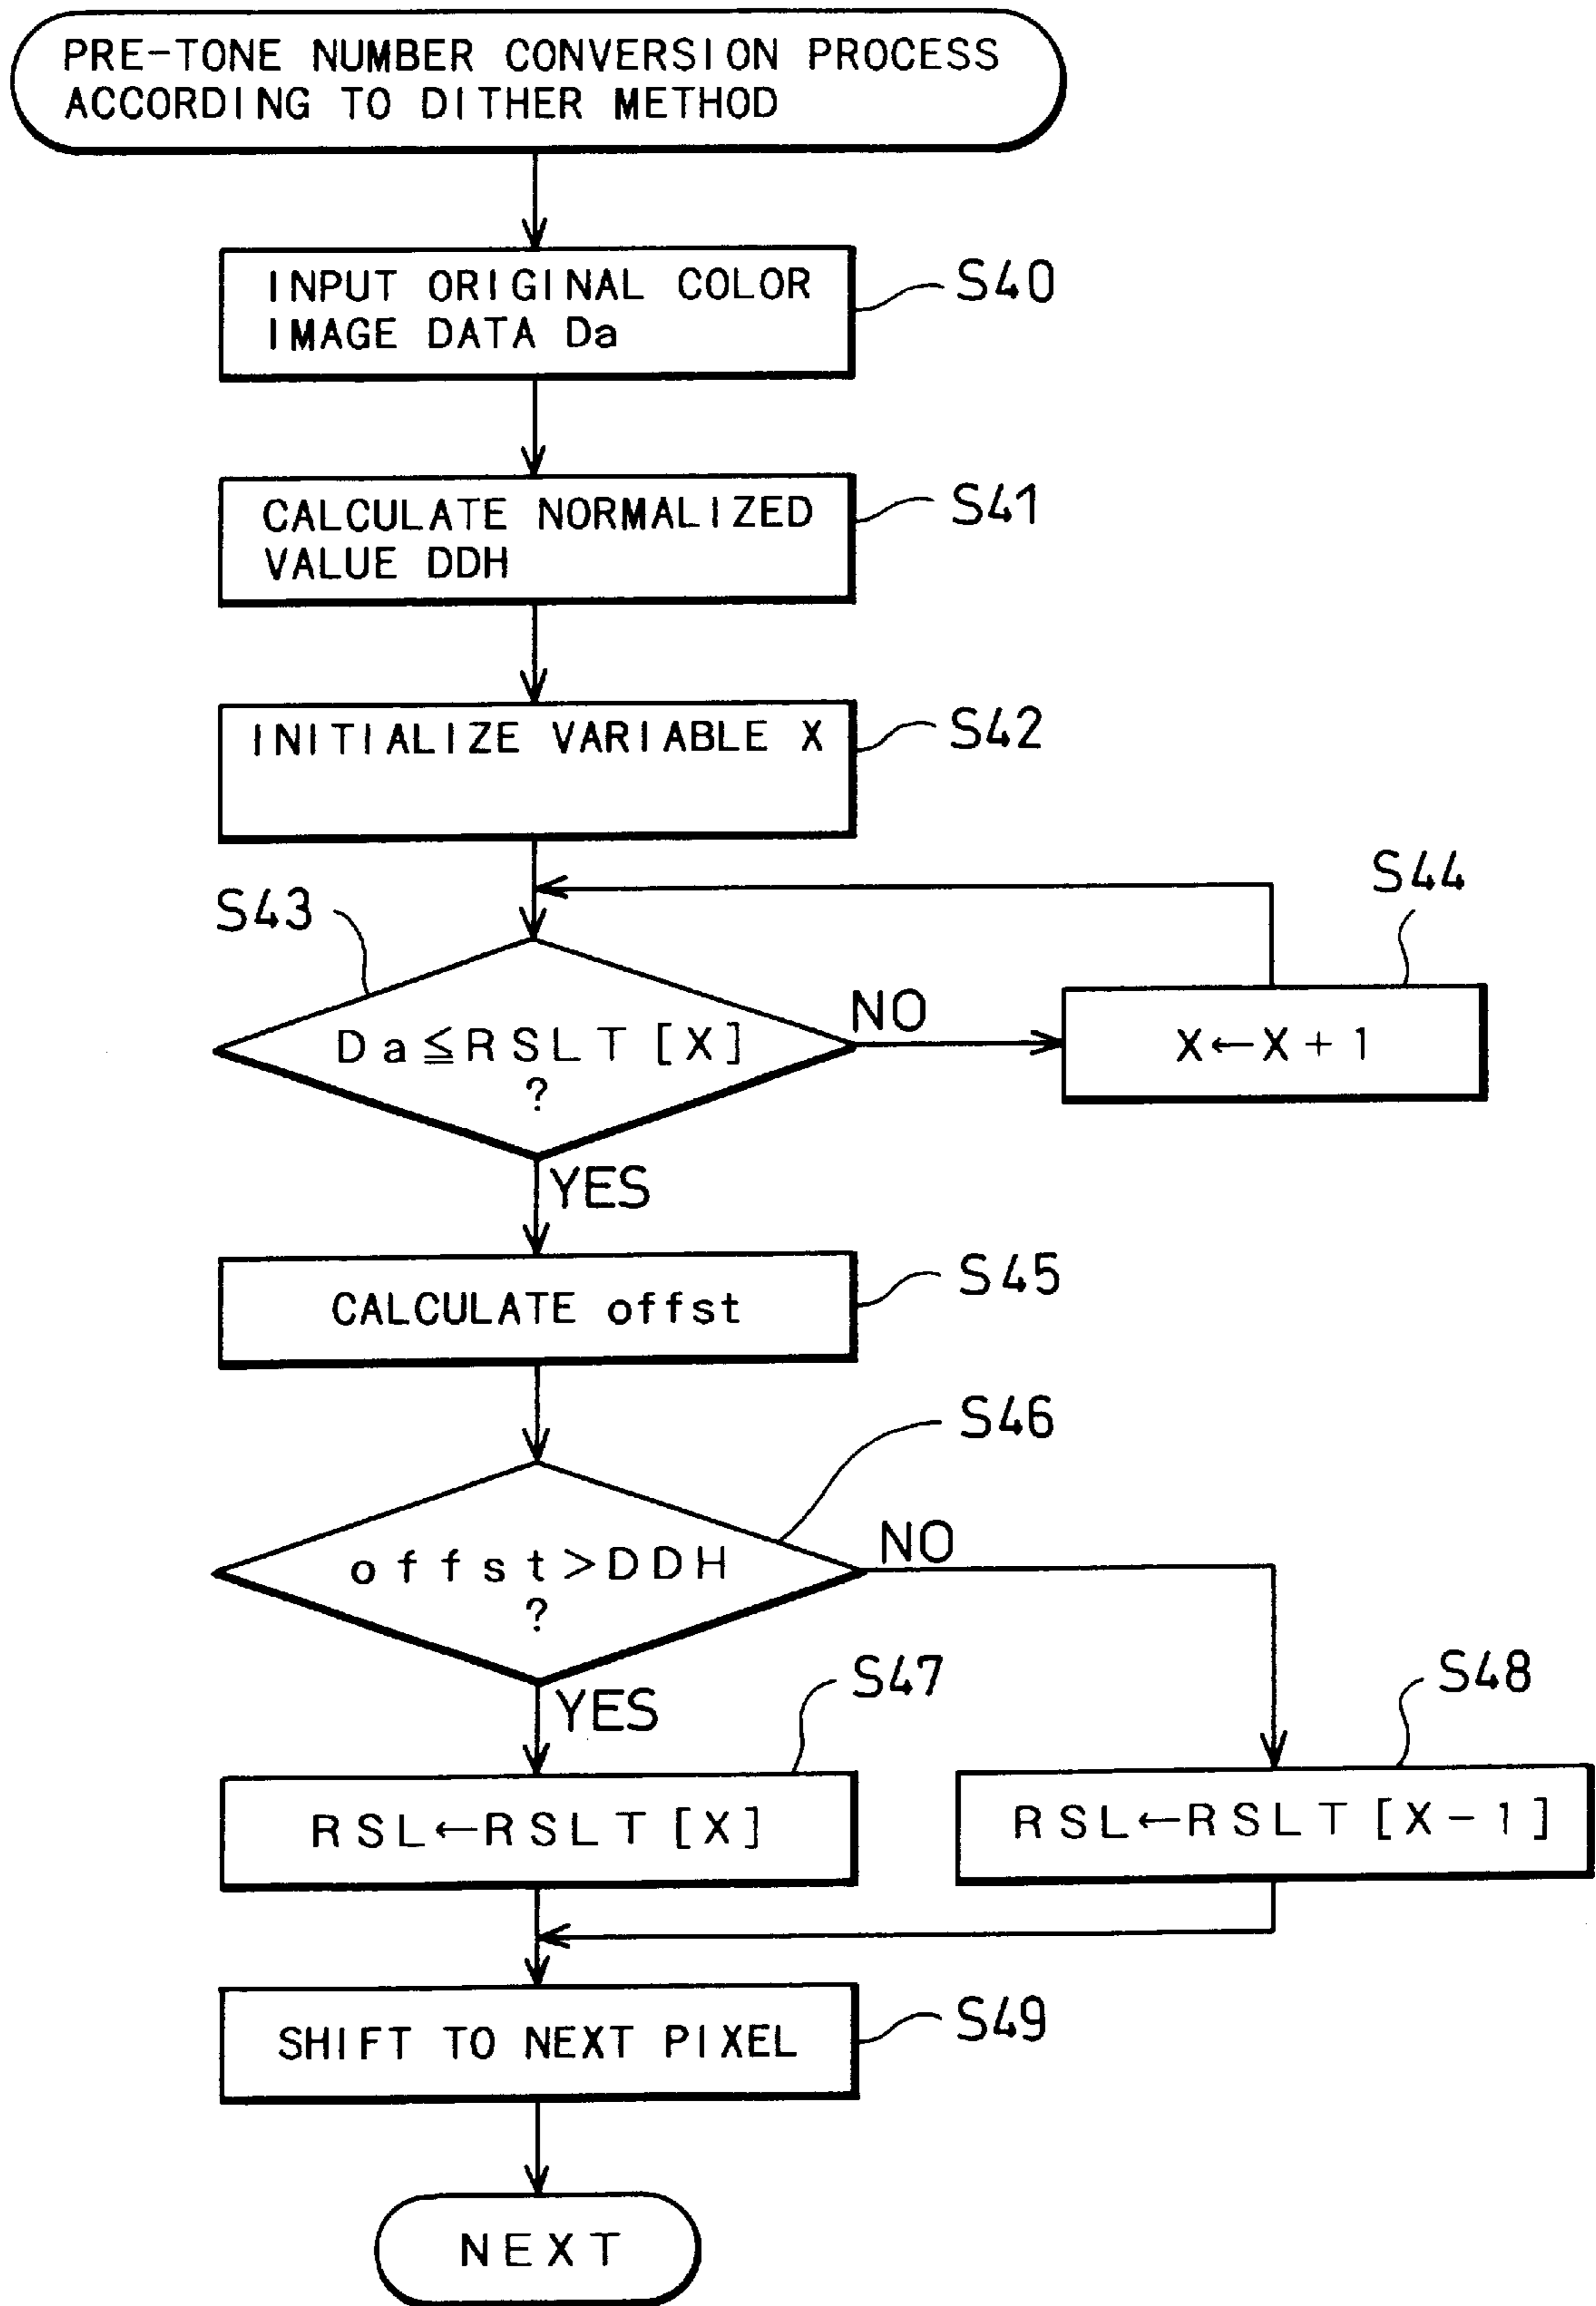 PRE-TONE NUMBER CONVERSION PROCESS
ACCORDING TO DITHER METHOD
INPUT ORIGINAL COLOR
IMAGE DATA Da
S40
CALCULATE NORMALIZED
VALUE DDH
S41
INITIALIZE VARIABLE X
S42
S43
S44
Da≦RSLT[X]
?
NO
X←X+1
YES
CALCULATE offst
S45
S46
offst>DDH
?
NO
YES
S47
S48
RSL←RSLT[X]
RSL←RSLT[X-1]
SHIFT TO NEXT PIXEL
S49
NEXT